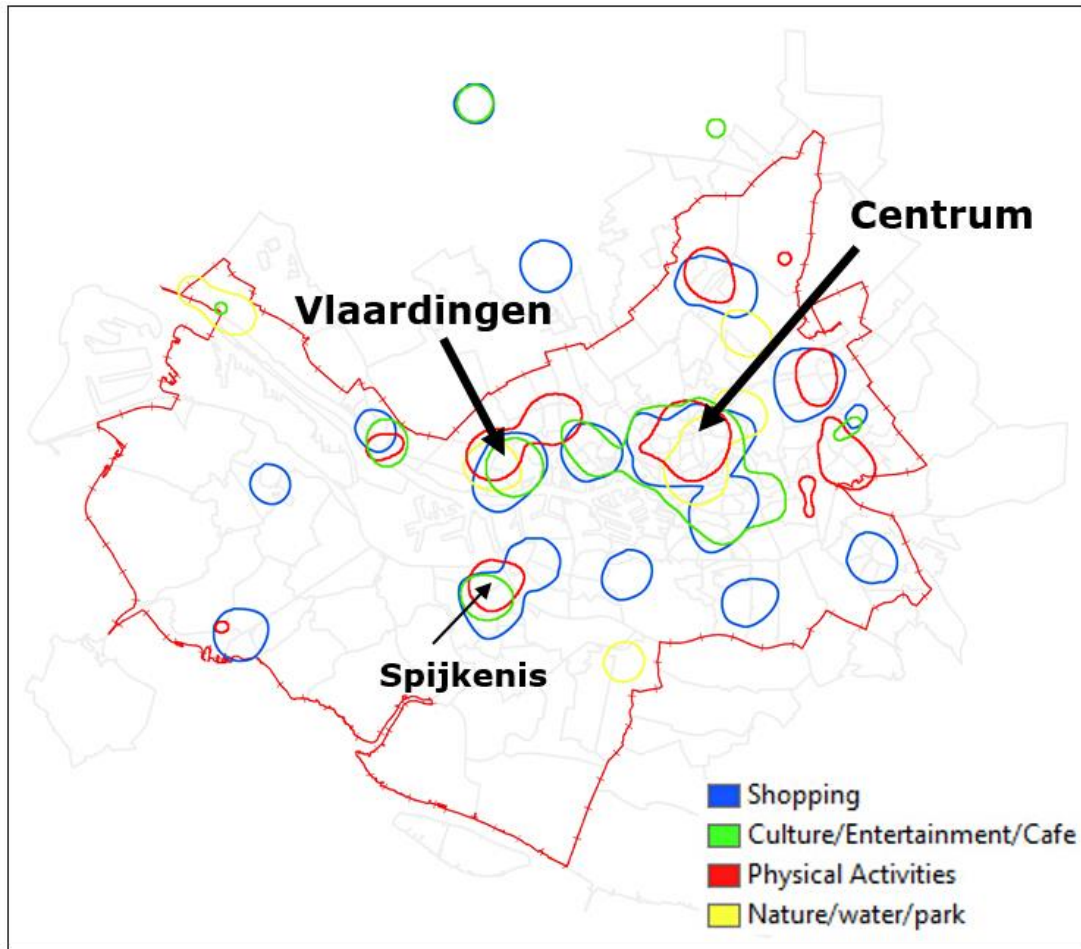 Centrum
Vlaardingen
Spijkenis
Shopping
Culture/Entertainment/Cafe
Physical Activities
Nature/water/park